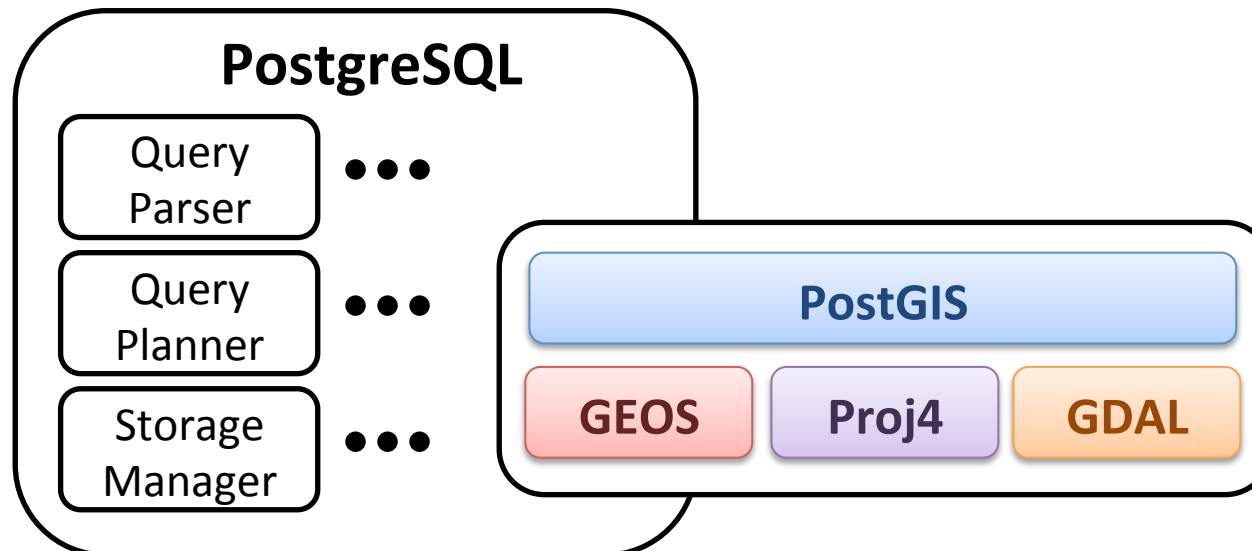 PostgreSQL
Query
Parser
•••
Query
Planner
•••
Storage
Manager
•••
PostGIS
GEOS
Proj4
GDAL